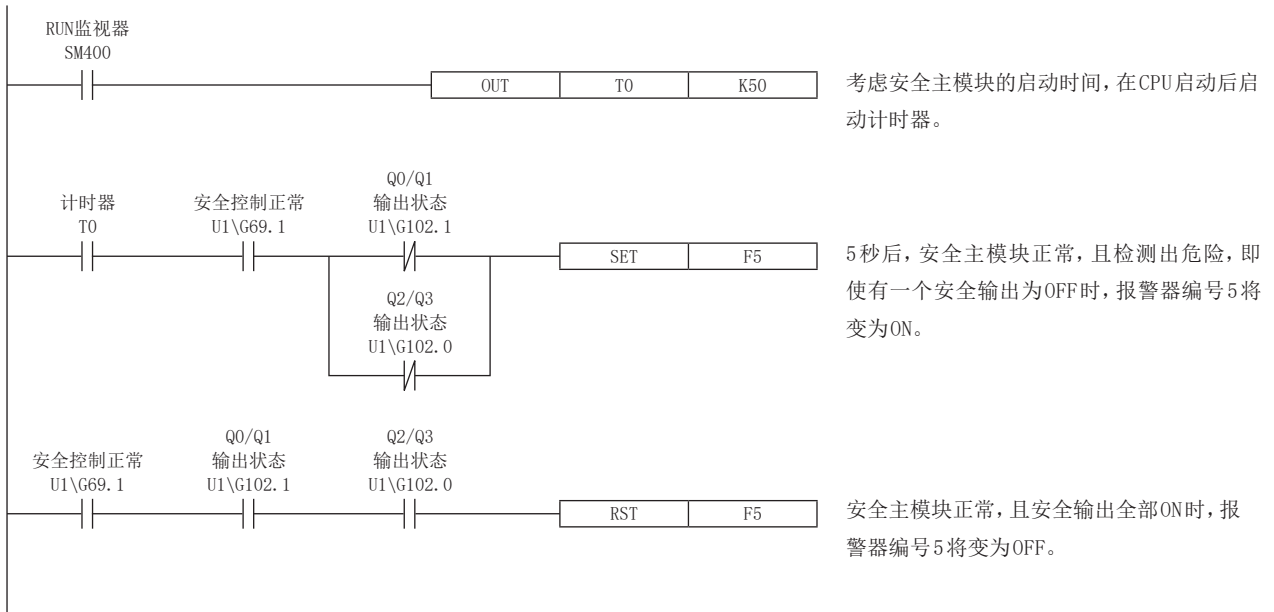 RUN监视器
SM400
OUT T0 K50
考虑安全主模块的启动时间,在CPU启动后启
动计时器。
计时器
T0
安全控制正常
U1\G69.1
Q0/Q1
输出状态
U1\G102.1
SET F5
5秒后,安全主模块正常,且检测出危险,即
使有一个安全输出为OFF时,报警器编号5将
变为ON。
Q2/Q3
输出状态
U1\G102.0
安全控制正常
U1\G69.1
Q0/Q1
输出状态
U1\G102.1
Q2/Q3
输出状态
U1\G102.0
RST F5
安全主模块正常,且安全输出全部ON时,报
警器编号5将变为OFF。